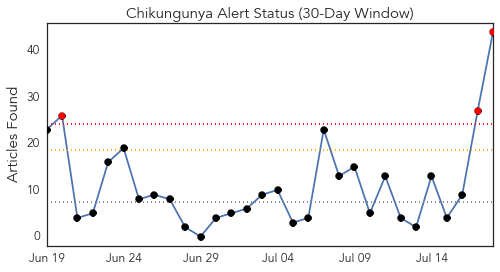 Chikungunya Alert Status (30-Day Window)
Articles Found
40
30
20
10
0
Jun 19 Jun 24 Jun 29 Jul 04 Jul 09 Jul 14